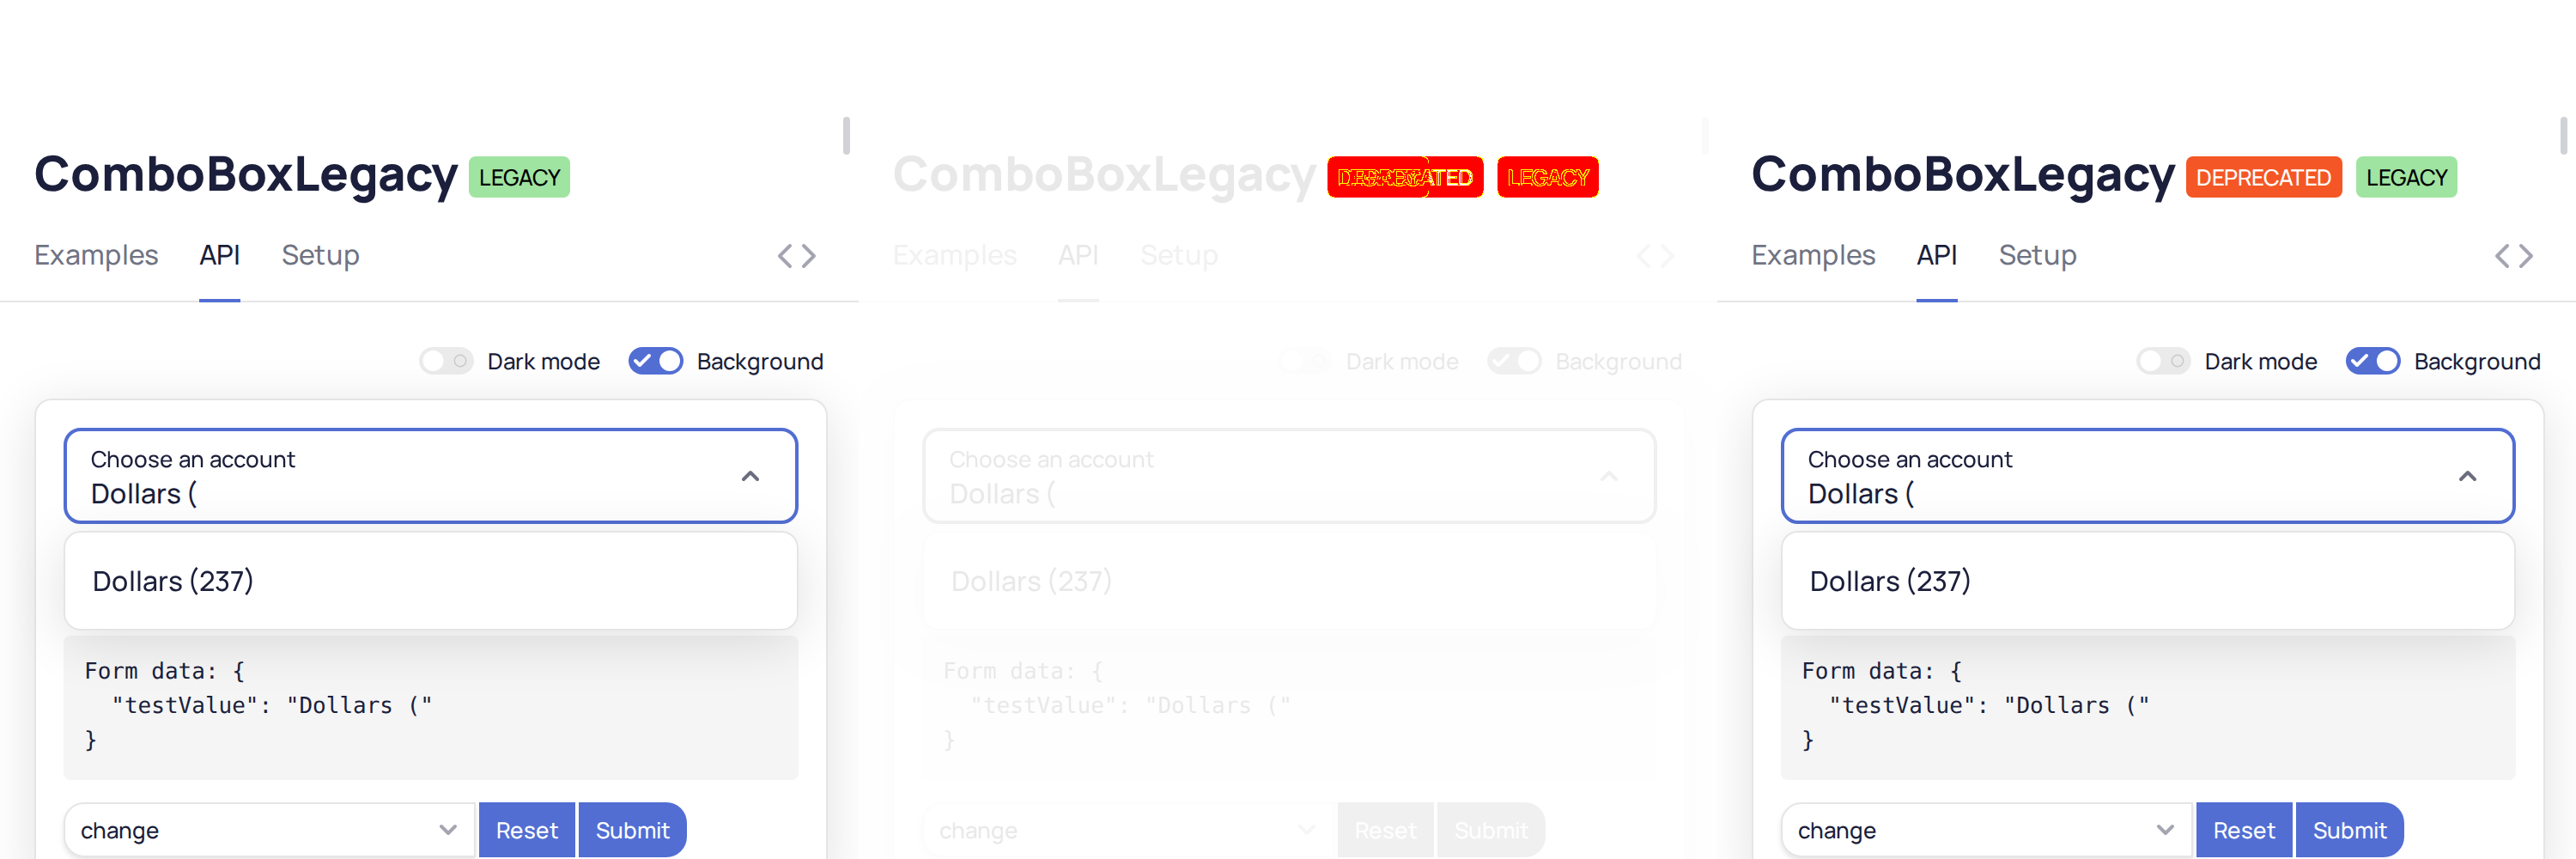 ComboBoxLegacy LEGACY
Examples API Setup
Dark mode Background
Choose an account
Dollars (
Dollars (237)
Form data: {
"testValue": "Dollars ("
}
change Reset Submit
ComboBoxLegacy LEGACY
Examples API Setup
Dark mode Background
Choose an account
Dollars (
Dollars (237)
Form data: {
"testValue": "Dollars ("
}
change Reset Submit
ComboBoxLegacy DEPRECATED LEGACY
Examples API Setup
Dark mode Background
Choose an account
Dollars (
Dollars (237)
Form data: {
"testValue": "Dollars ("
}
change Reset Submit